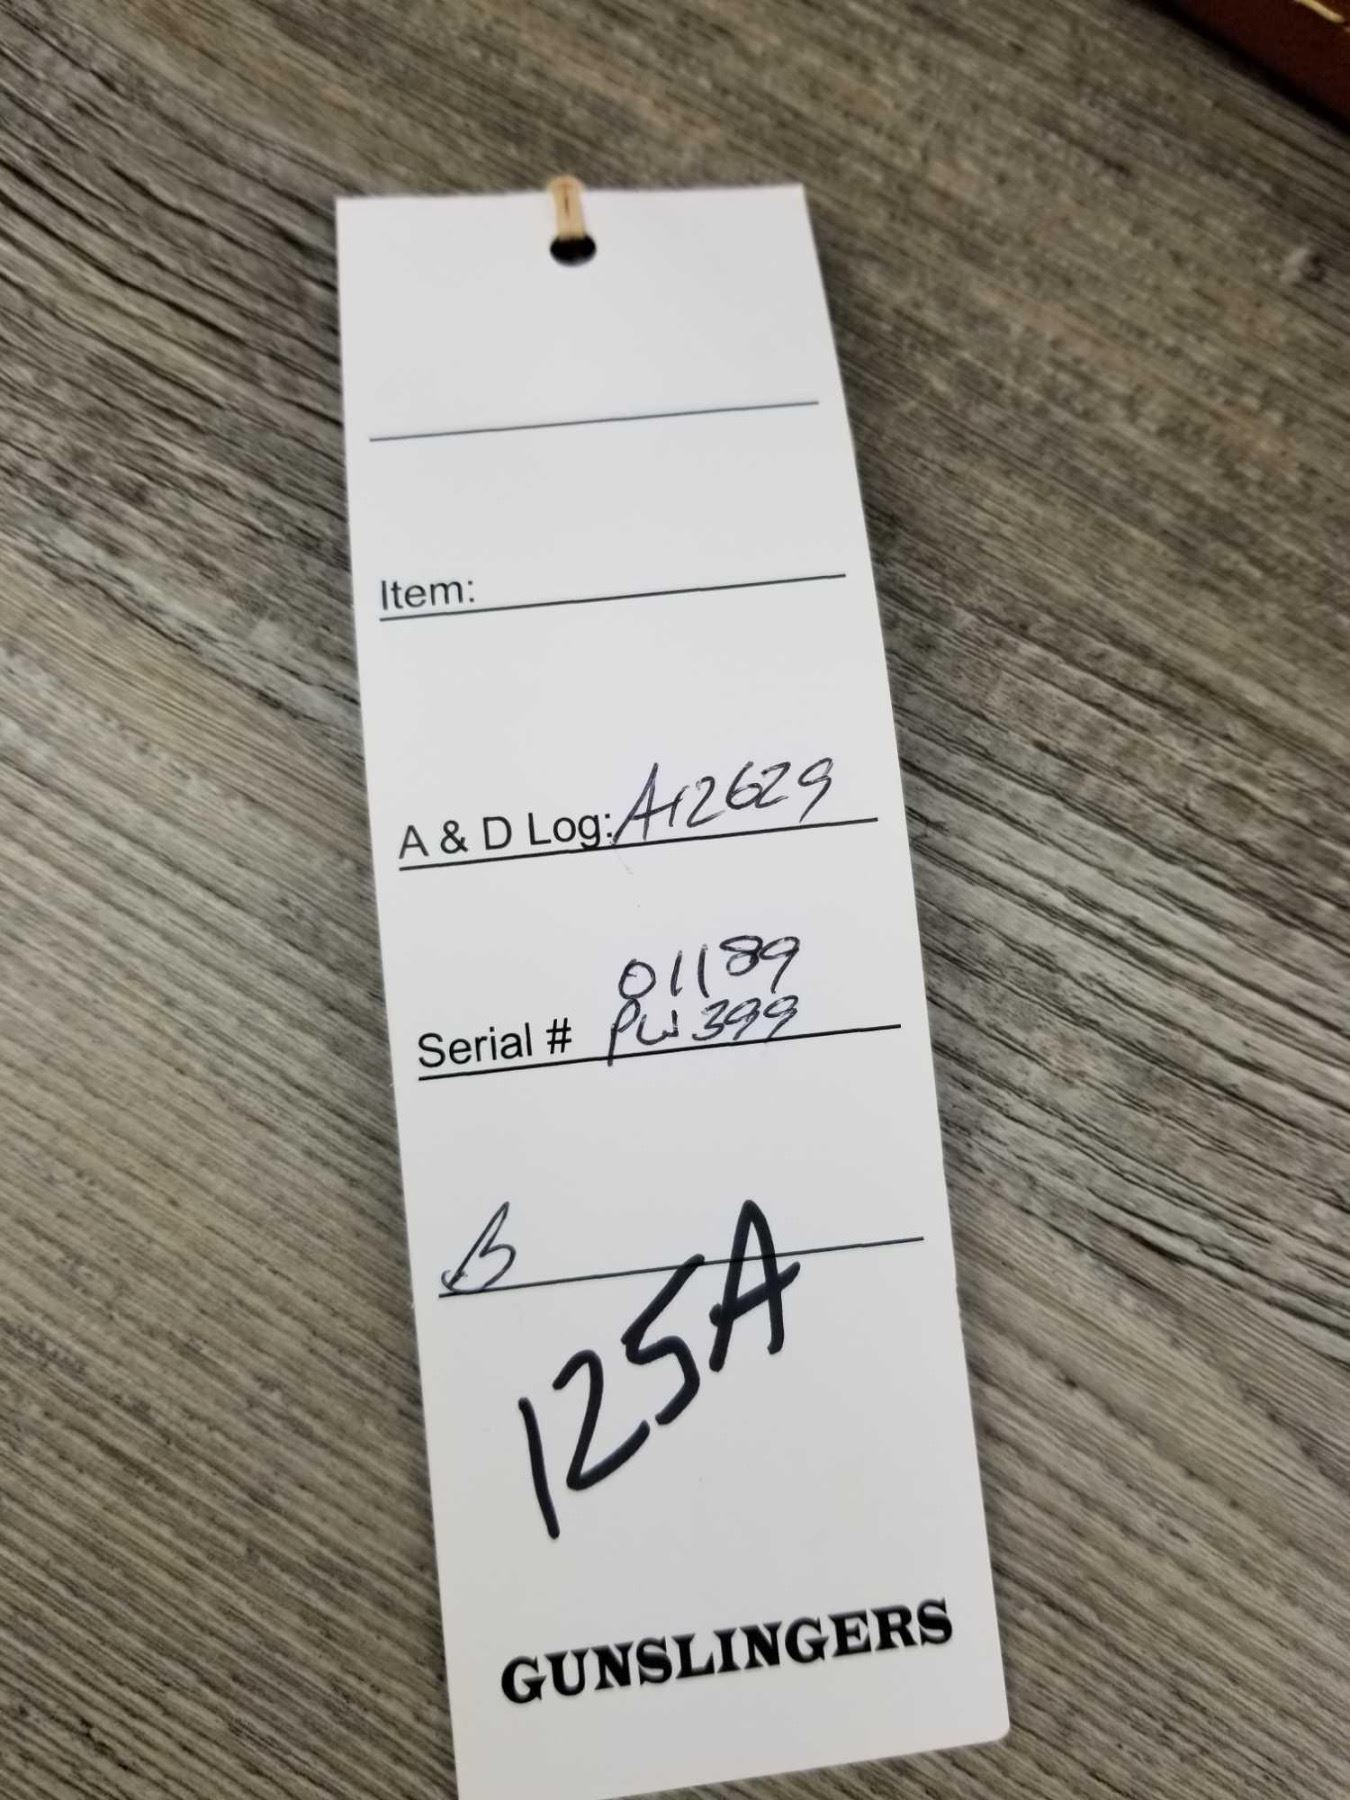 Item:
A & D Log: A12629
01189
Serial # PW399
B
125A
GUNSLINGERS